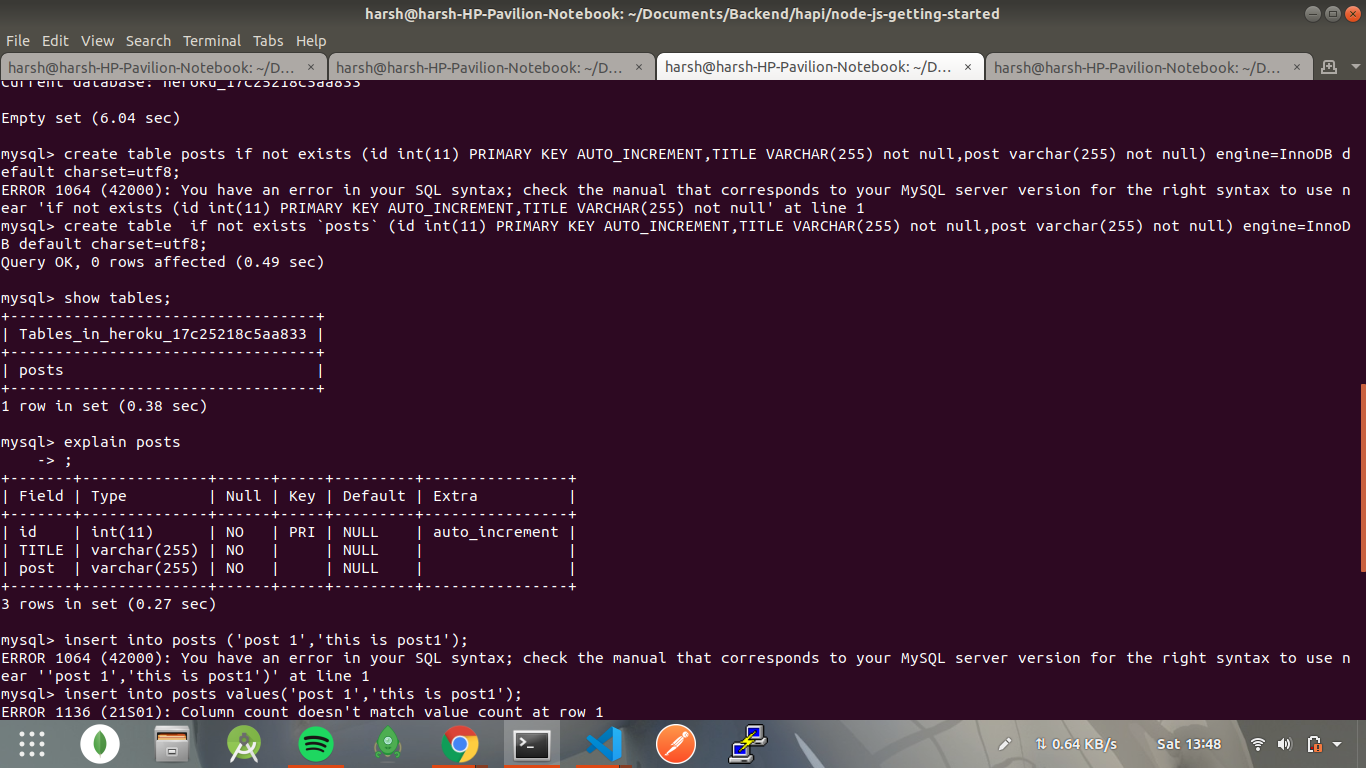 harsh@harsh-HP-Pavilion-Notebook: ~/Documents/Backend/hapi/node-js-getting-started
File Edit View Search Terminal Tabs Help
harsh@harsh-HP-Pavilion-Notebook: ~/D... × harsh@harsh-HP-Pavilion-Notebook: ~/D... × harsh@harsh-HP-Pavilion-Notebook: ~/D... × harsh@harsh-HP-Pavilion-Notebook: ~/D... ×
Current database: heroku_17c25218c5aa833
Empty set (6.04 sec)
mysql> create table posts if not exists (id int(11) PRIMARY KEY AUTO_INCREMENT,TITLE VARCHAR(255) not null,post varchar(255) not null) engine=InnoDB d
efault charset=utf8;
ERROR 1064 (42000): You have an error in your SQL syntax; check the manual that corresponds to your MySQL server version for the right syntax to use n
ear 'if not exists (id int(11) PRIMARY KEY AUTO_INCREMENT,TITLE VARCHAR(255) not null' at line 1
mysql> create table  if not exists `posts` (id int(11) PRIMARY KEY AUTO_INCREMENT,TITLE VARCHAR(255) not null,post varchar(255) not null) engine=InnoD
B default charset=utf8;
Query OK, 0 rows affected (0.49 sec)
mysql> show tables;
+----------------------------------+
| Tables_in_heroku_17c25218c5aa833 |
+----------------------------------+
| posts                            |
+----------------------------------+
1 row in set (0.38 sec)
mysql> explain posts
    -> ;
+-------+--------------+------+-----+---------+----------------+
| Field | Type         | Null | Key | Default | Extra          |
+-------+--------------+------+-----+---------+----------------+
| id    | int(11)      | NO   | PRI | NULL    | auto_increment |
| TITLE | varchar(255) | NO   |     | NULL    |                |
| post  | varchar(255) | NO   |     | NULL    |                |
+-------+--------------+------+-----+---------+----------------+
3 rows in set (0.27 sec)
mysql> insert into posts ('post 1','this is post1');
ERROR 1064 (42000): You have an error in your SQL syntax; check the manual that corresponds to your MySQL server version for the right syntax to use n
ear ''post 1','this is post1')' at line 1
mysql> insert into posts values('post 1','this is post1');
ERROR 1136 (21S01): Column count doesn't match value count at row 1
0.64 KB/s Sat 13:48